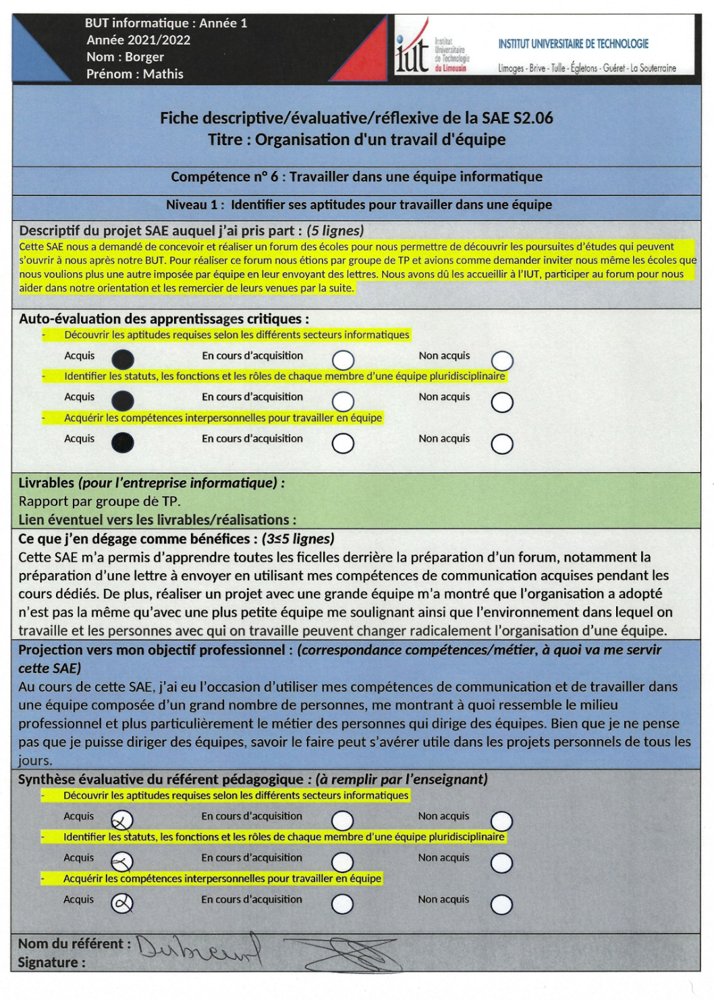 BUT informatique : Année 1
Année 2021/2022
Nom : Borger
Prénom : Mathis
iut
Institut
Universitaire
de Technologie
du Limousin
INSTITUT UNIVERSITAIRE DE TECHNOLOGIE
Limoges - Brive - Tulle - Égletons - Guéret - La Souterraine
Fiche descriptive/évaluative/réflexive de la SAE S2.06
Titre : Organisation d'un travail d'équipe
Compétence n° 6 : Travailler dans une équipe informatique
Niveau 1 : Identifier ses aptitudes pour travailler dans une équipe
Descriptif du projet SAE auquel j'ai pris part : (5 lignes)
Cette SAE nous a demandé de concevoir et réaliser un forum des écoles pour nous permettre de découvrir les poursuites d'études qui peuvent
s'ouvrir à nous après notre BUT. Pour réaliser ce forum nous étions par groupe de TP et avions comme demander inviter nous même les écoles que
nous voulions plus une autre imposée par équipe en leur envoyant des lettres. Nous avons dû les accueillir à l'IUT, participer au forum pour nous
aider dans notre orientation et les remercier de leurs venues par la suite.
Auto-évaluation des apprentissages critiques :
- Découvrir les aptitudes requises selon les différents secteurs informatiques
Acquis En cours d'acquisition Non acquis
- Identifier les statuts, les fonctions et les rôles de chaque membre d'une équipe pluridisciplinaire
Acquis En cours d'acquisition Non acquis
- Acquérir les compétences interpersonnelles pour travailler en équipe
Acquis En cours d'acquisition Non acquis
Livrables (pour l'entreprise informatique) :
Rapport par groupe de TP.
Lien éventuel vers les livrables/réalisations :
Ce que j'en dégage comme bénéfices : (3≤5 lignes)
Cette SAE m'a permis d'apprendre toutes les ficelles derrière la préparation d'un forum, notamment la
préparation d'une lettre à envoyer en utilisant mes compétences de communication acquises pendant les
cours dédiés. De plus, réaliser un projet avec une grande équipe m'a montré que l'organisation a adopté
n'est pas la même qu'avec une plus petite équipe me soulignant ainsi que l'environnement dans lequel on
travaille et les personnes avec qui on travaille peuvent changer radicalement l'organisation d'une équipe.
Projection vers mon objectif professionnel : (correspondance compétences/métier, à quoi va me servir
cette SAE)
Au cours de cette SAE, j'ai eu l'occasion d'utiliser mes compétences de communication et de travailler dans
une équipe composée d'un grand nombre de personnes, me montrant à quoi ressemble le milieu
professionnel et plus particulièrement le métier des personnes qui dirige des équipes. Bien que je ne pense
pas que je puisse diriger des équipes, savoir le faire peut s'avérer utile dans les projets personnels de tous les
jours.
Synthèse évaluative du référent pédagogique : (à remplir par l'enseignant)
- Découvrir les aptitudes requises selon les différents secteurs informatiques
Acquis En cours d'acquisition Non acquis
- Identifier les statuts, les fonctions et les rôles de chaque membre d'une équipe pluridisciplinaire
Acquis En cours d'acquisition Non acquis
- Acquérir les compétences interpersonnelles pour travailler en équipe
Acquis En cours d'acquisition Non acquis
Nom du référent : Dubreuil
Signature :